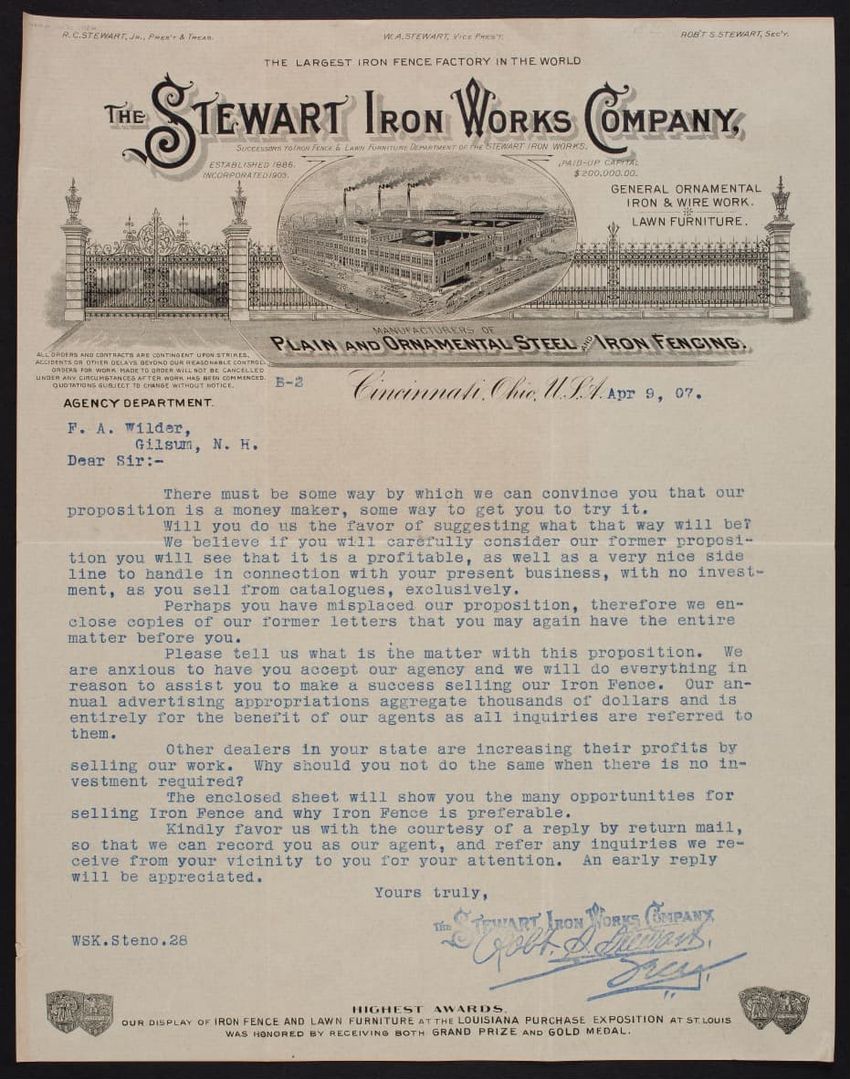 R. C. STEWART, JR., PRES'T & TREAS. W. A. STEWART, VICE PRES'T. ROB'T S. STEWART, SEC'Y.
THE LARGEST IRON FENCE FACTORY IN THE WORLD
THE STEWART IRON WORKS COMPANY,
SUCCESSORS TO IRON FENCE & LAWN FURNITURE DEPARTMENT OF THE STEWART IRON WORKS.
ESTABLISHED 1886.
INCORPORATED 1903.
PAID-UP CAPITAL
$200,000.00.
GENERAL ORNAMENTAL
IRON & WIRE WORK.
LAWN FURNITURE.
MANUFACTURERS OF
PLAIN AND ORNAMENTAL STEEL AND IRON FENCING.
ALL ORDERS AND CONTRACTS ARE CONTINGENT UPON STRIKES,
ACCIDENTS OR OTHER DELAYS BEYOND OUR REASONABLE CONTROL.
ORDERS FOR WORK MADE TO ORDER WILL NOT BE CANCELLED
UNDER ANY CIRCUMSTANCES AFTER WORK HAS BEEN COMMENCED.
QUOTATIONS SUBJECT TO CHANGE WITHOUT NOTICE.
AGENCY DEPARTMENT.
B-2
Cincinnati, Ohio, U.S.A. Apr 9, 07.
F. A. Wilder,
Gilsum, N. H.
Dear Sir:-
There must be some way by which we can convince you that our
proposition is a money maker, some way to get you to try it.
Will you do us the favor of suggesting what that way will be?
We believe if you will carefully consider our former proposi-
tion you will see that it is a profitable, as well as a very nice side
line to handle in connection with your present business, with no invest-
ment, as you sell from catalogues, exclusively.
Perhaps you have misplaced our proposition, therefore we en-
close copies of our former letters that you may again have the entire
matter before you.
Please tell us what is the matter with this proposition. We
are anxious to have you accept our agency and we will do everything in
reason to assist you to make a success selling our Iron Fence. Our an-
nual advertising appropriations aggregate thousands of dollars and is
entirely for the benefit of our agents as all inquiries are referred to
them.
Other dealers in your state are increasing their profits by
selling our work. Why should you not do the same when there is no in-
vestment required?
The enclosed sheet will show you the many opportunities for
selling Iron Fence and why Iron Fence is preferable.
Kindly favor us with the courtesy of a reply by return mail,
so that we can record you as our agent, and refer any inquiries we re-
ceive from your vicinity to you for your attention. An early reply
will be appreciated.
Yours truly,
THE STEWART IRON WORKS COMPANY
Robt. S. Stewart,
Secy.
WSK.Steno.28
HIGHEST AWARDS.
OUR DISPLAY OF IRON FENCE AND LAWN FURNITURE AT THE LOUISIANA PURCHASE EXPOSITION AT ST. LOUIS
WAS HONORED BY RECEIVING BOTH GRAND PRIZE AND GOLD MEDAL.